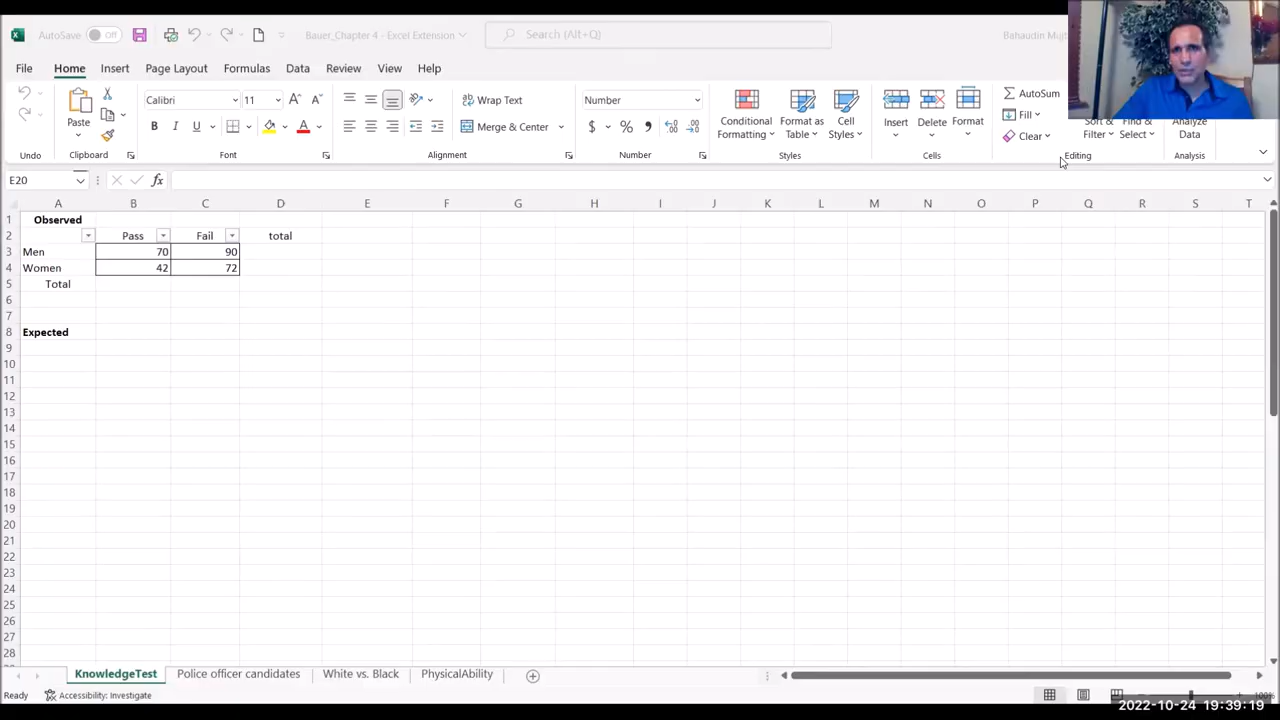 AutoSave Off Bauer_Chapter 4 - Excel Extension Search (Alt+Q)
File Home Insert Page Layout Formulas Data Review View Help
Paste
Calibri 11
B I U
Wrap Text
Merge & Center
Number
$ %
Conditional Formatting
Format as Table
Cell Styles
Insert Delete Format
AutoSum
Fill
Clear
Sort & Filter
Find & Select
Analyze Data
Undo Clipboard Font Alignment Number Styles Cells Editing Analysis
E20 fx
A B C D E F G H I J K L M N O P Q R S T
1 Observed
2 Pass Fail total
3 Men 70 90
4 Women 42 72
5 Total
6
7
8 Expected
9
10
11
12
13
14
15
16
17
18
19
20
21
22
23
24
25
26
27
28
KnowledgeTest Police officer candidates White vs. Black PhysicalAbility
Ready Accessibility: Investigate 100%
2022-10-24 19:39:19